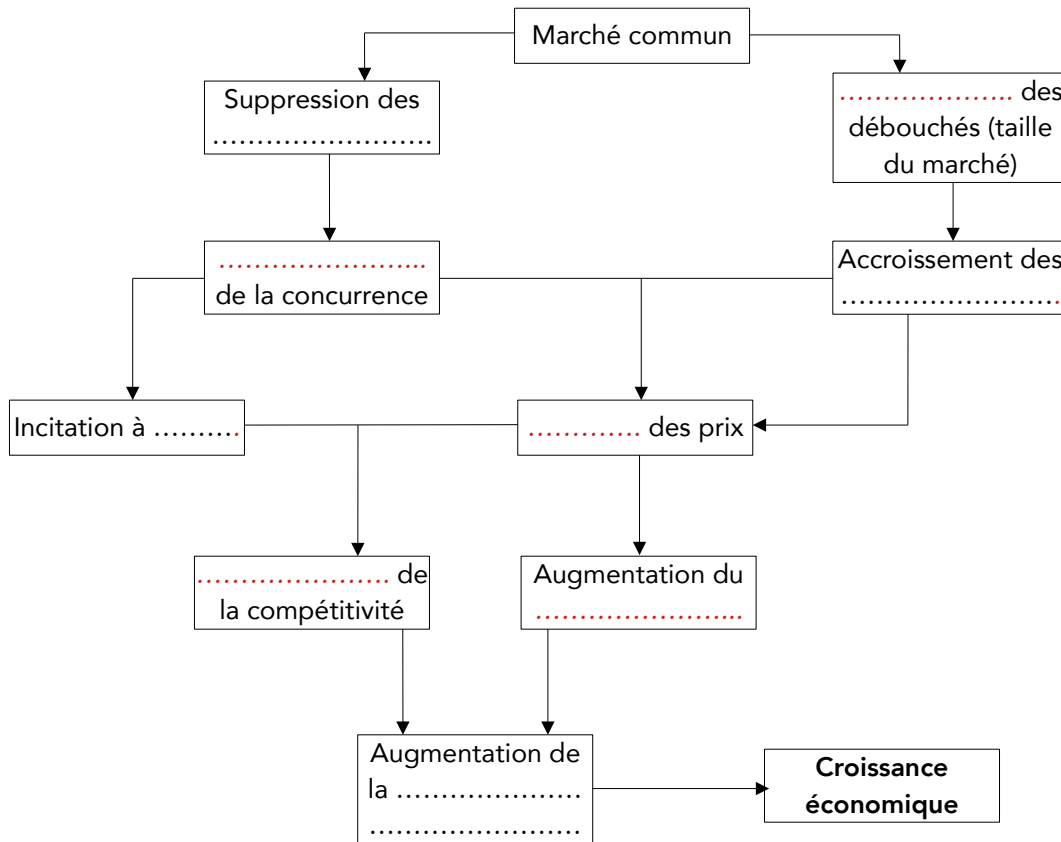 Marché commun
Suppression des
…………………….
………………. des
débouchés (taille
du marché)
…………………..
de la concurrence
Accroissement des
…………………….
Incitation à ……….
…………. des prix
…………………. de
la compétitivité
Augmentation du
…………………..
Augmentation de
la ………………...
…………………..
Croissance
économique